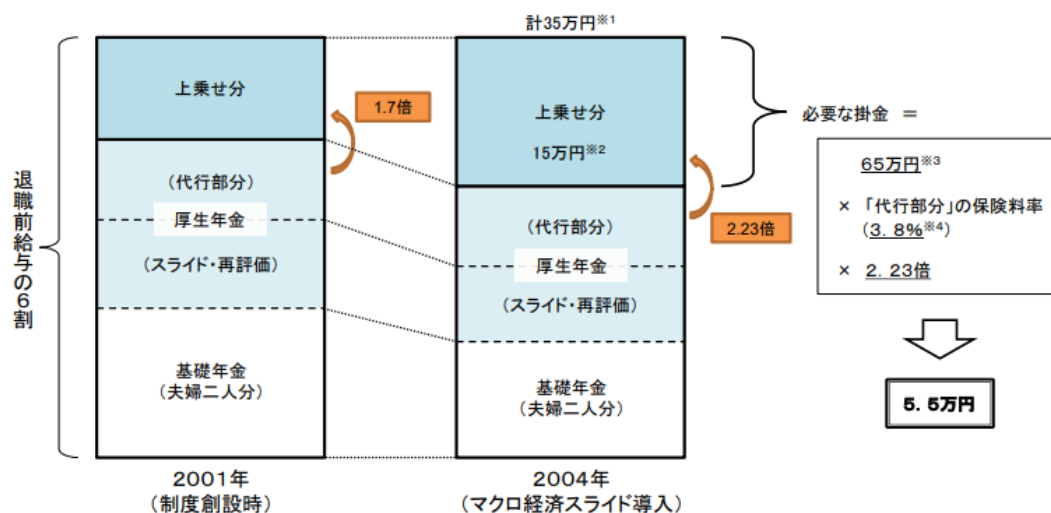 計35万円※1
上乗せ分
1.7倍
(代行部分)
厚生年金
(スライド・再評価)
基礎年金
(夫婦二人分)
退職前給与の6割
2001年
(制度創設時)
上乗せ分
15万円※2
(代行部分)
厚生年金
(スライド・再評価)
2.23倍
基礎年金
(夫婦二人分)
2004年
(マクロ経済スライド導入)
必要な掛金 =
65万円※3
× 「代行部分」の保険料率
(3.8%※4)
× 2.23倍
5.5万円